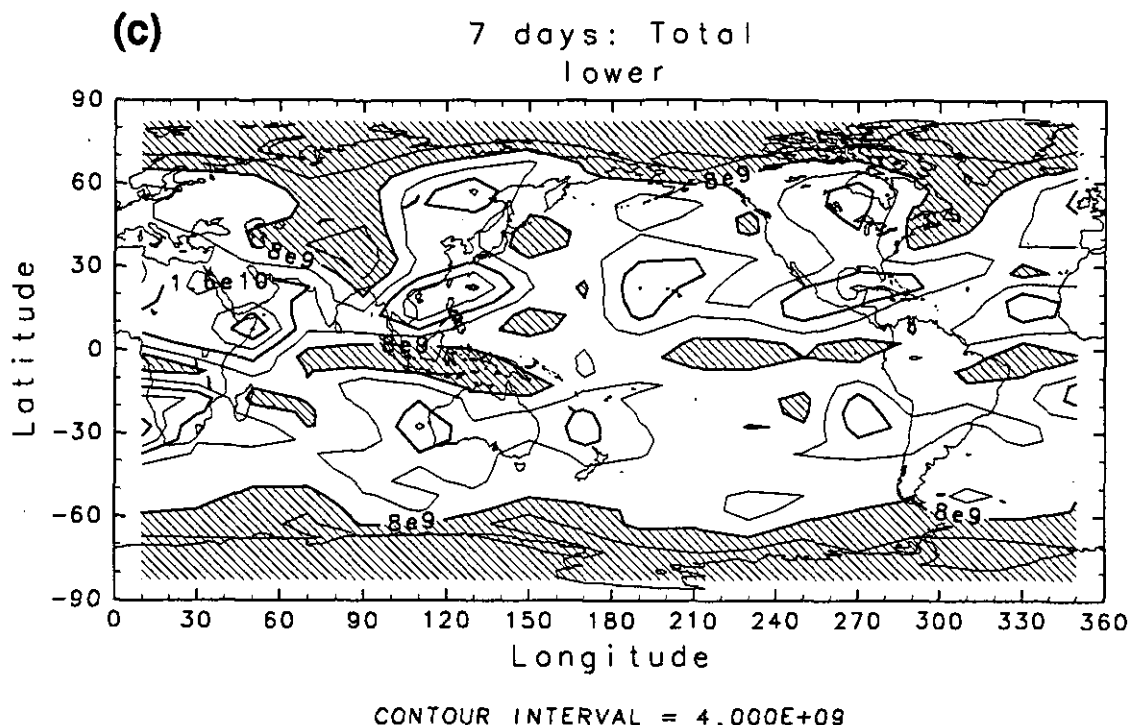 (c)
7 days: Total
lower
90
60
30
0
-30
-60
-90
Latitude
8e9
8e9
1.6e10
8e9
8e9
8e9
0 30 60 90 120 150 180 210 240 270 300 330 360
Longitude
CONTOUR INTERVAL = 4.000E+09